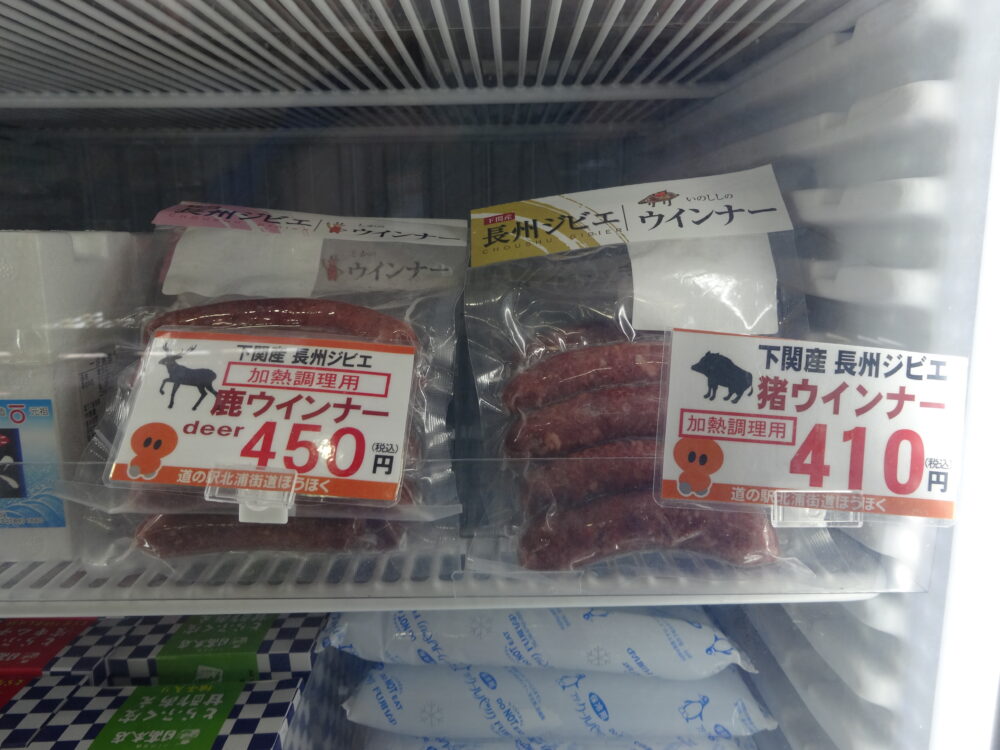 長州ジビエ
ウインナー
ウインナー
下関産
長州ジビエ
CHOUSHU GIBIER
いのししの
ウインナー
下関産 長州ジビエ
加熱調理用
鹿ウインナー
deer
450
(税込)
円
道の駅北浦街道ほうほく
下関産 長州ジビエ
猪ウインナー
加熱調理用
410
(税込)
円
道の駅北浦街道ほうほく
DO NOT EAT